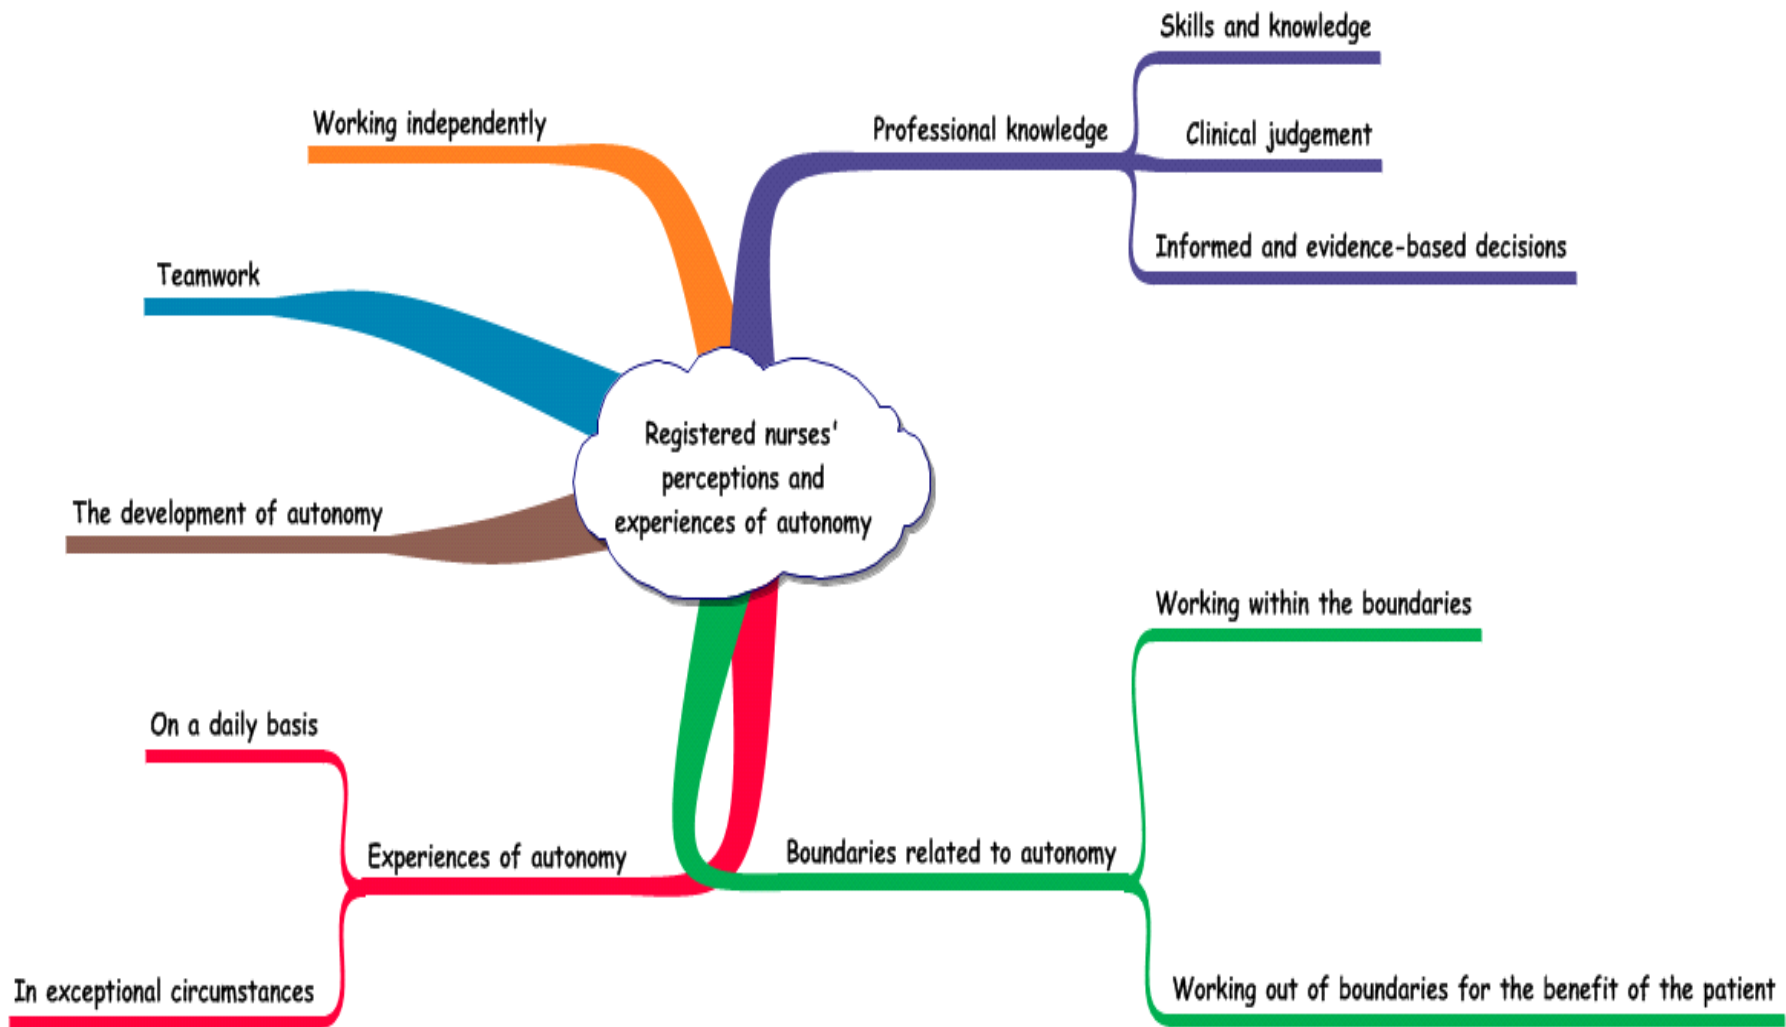 Skills and knowledge
Working independently
Professional knowledge
Clinical judgement
Informed and evidence-based decisions
Teamwork
Registered nurses'
perceptions and
experiences of autonomy
The development of autonomy
Working within the boundaries
On a daily basis
Experiences of autonomy
Boundaries related to autonomy
In exceptional circumstances
Working out of boundaries for the benefit of the patient